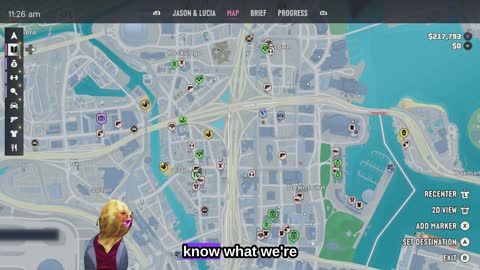 11:26 am
JASON & LUCIA
MAP
BRIEF
PROGRESS
$217,793
$0
Downtown
RECENTER
2D VIEW
ADD MARKER
SET DESTINATION
EXIT
know what we're